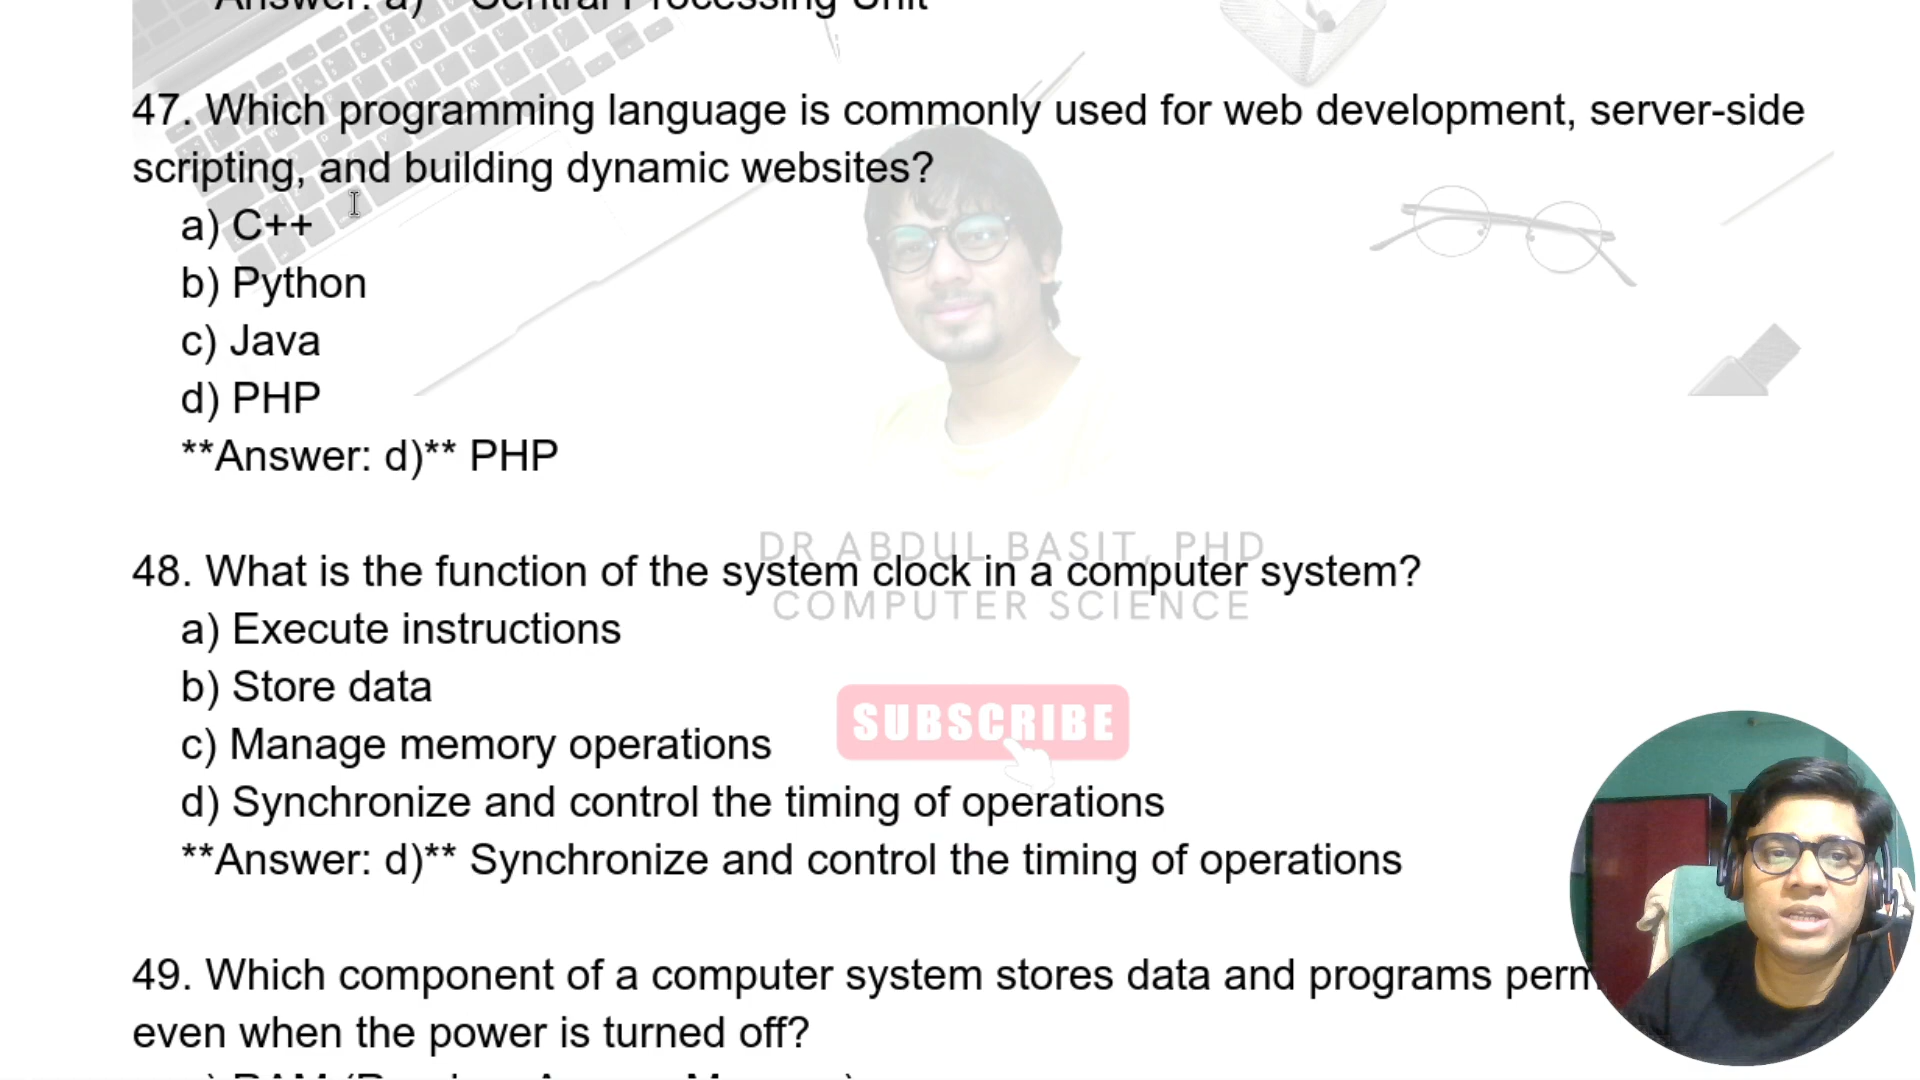 Answer: a)** Central Processing Unit
47. Which programming language is commonly used for web development, server-side
scripting, and building dynamic websites?
a) C++
b) Python
c) Java
d) PHP
**Answer: d)** PHP
DR ABDUL BASIT, PHD
COMPUTER SCIENCE
48. What is the function of the system clock in a computer system?
a) Execute instructions
b) Store data
c) Manage memory operations
d) Synchronize and control the timing of operations
**Answer: d)** Synchronize and control the timing of operations
SUBSCRIBE
49. Which component of a computer system stores data and programs perm
even when the power is turned off?